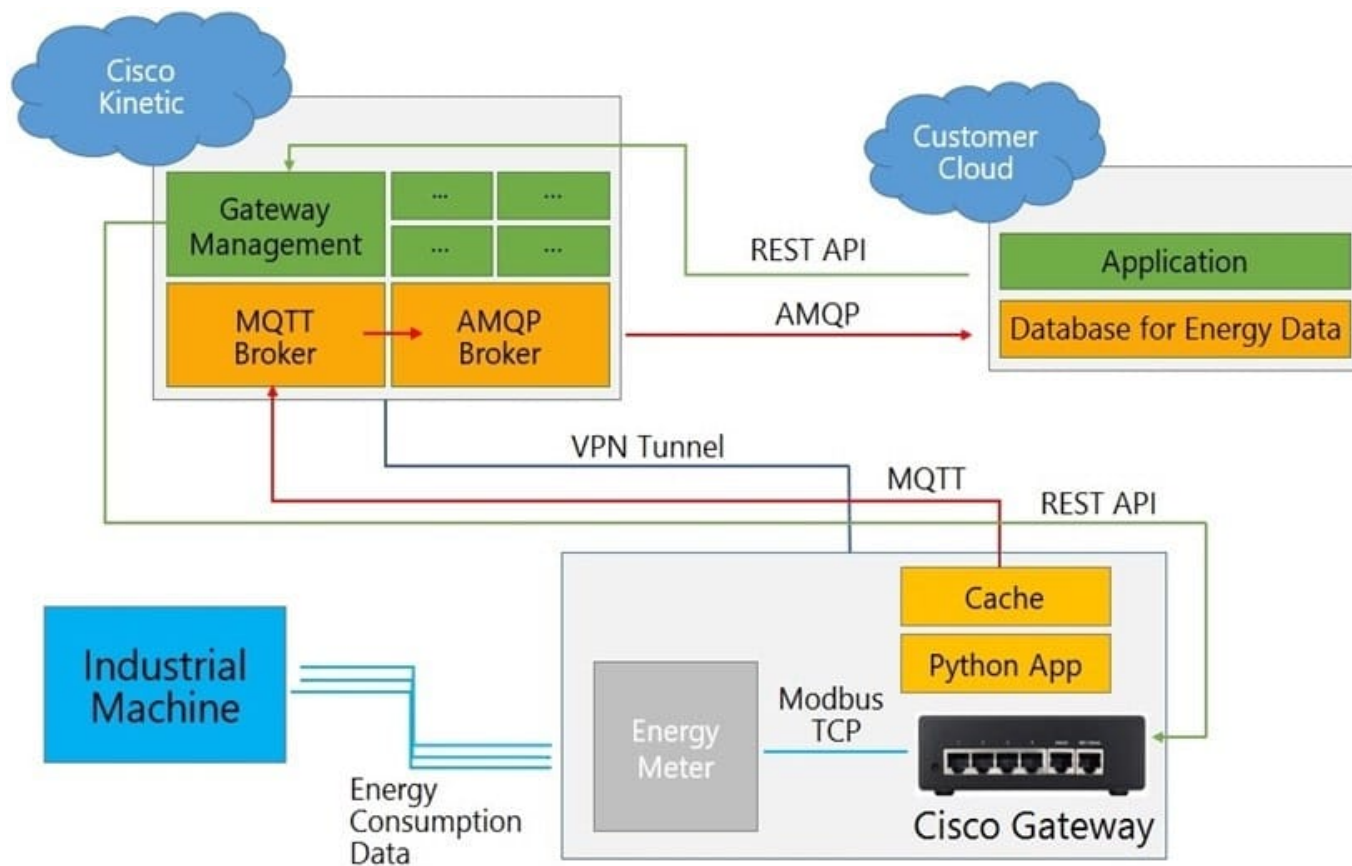 Cisco
Kinetic
Customer
Cloud
Gateway
Management
...
...
...
...
MQTT
Broker
AMQP
Broker
REST API
AMQP
Application
Database for Energy Data
VPN Tunnel
MQTT
REST API
Cache
Python App
Industrial
Machine
Energy
Meter
Modbus
TCP
Energy
Consumption
Data
Cisco Gateway